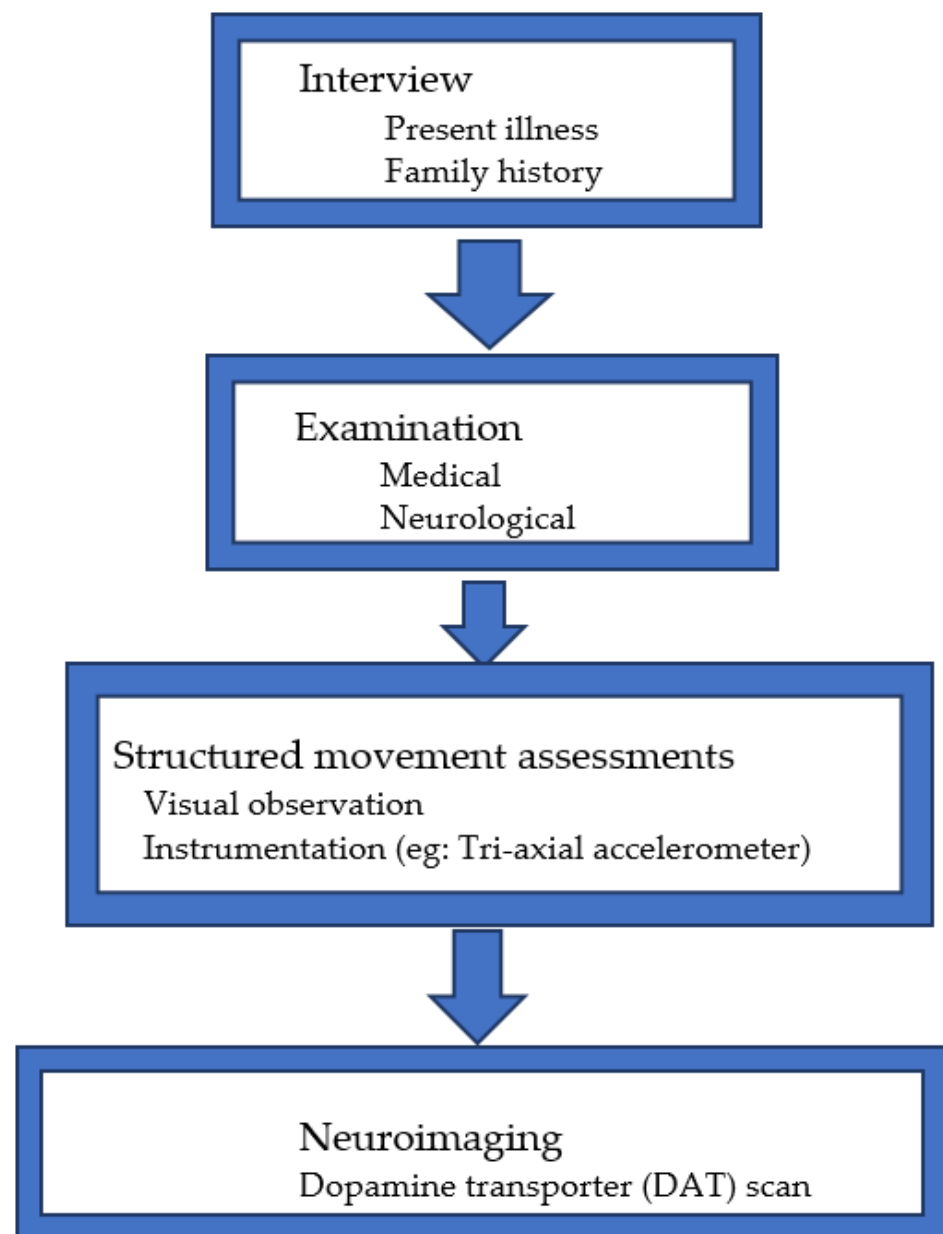 Interview
Present illness
Family history
Examination
Medical
Neurological
Structured movement assessments
Visual observation
Instrumentation (eg: Tri-axial accelerometer)
Neuroimaging
Dopamine transporter (DAT) scan